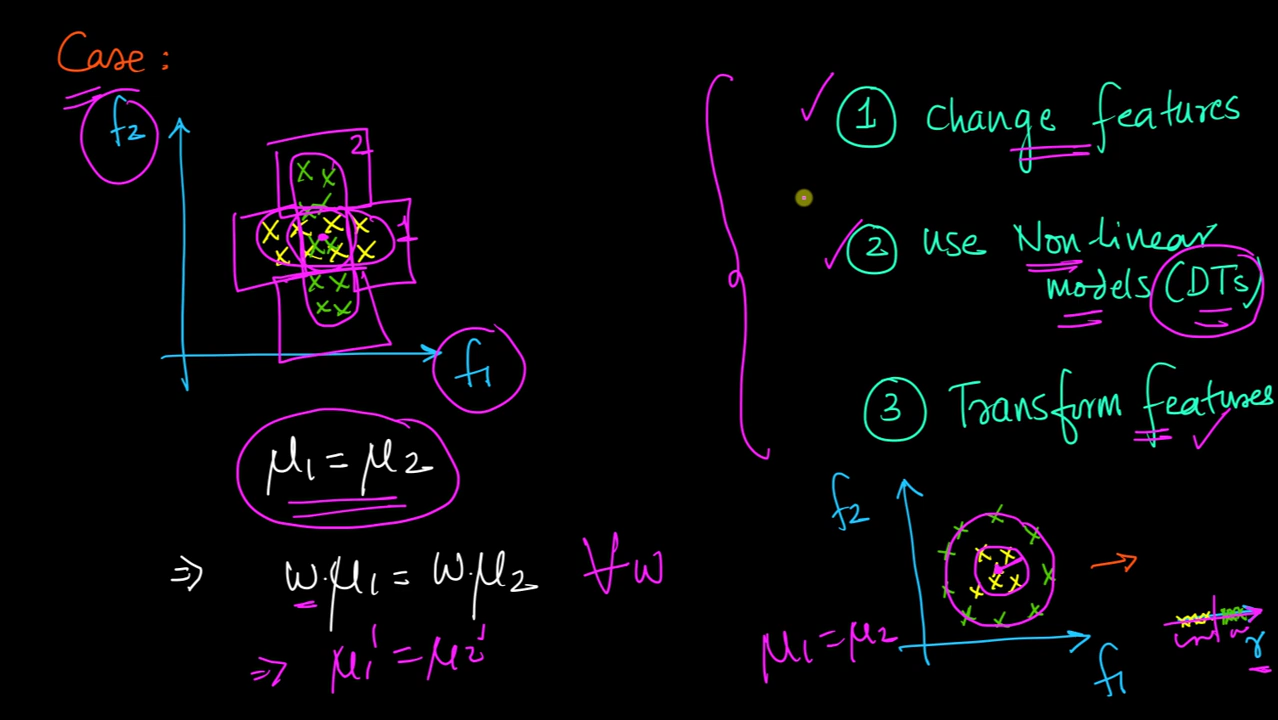 Case:
f2
2
1
f1
μ1 = μ2
⇒ w.μ1 = w.μ2 ∀w
⇒ μ1' = μ2'
① change features
② use Non-linear
models (DTs)
③ Transform features
f2
μ1 = μ2
f1
r